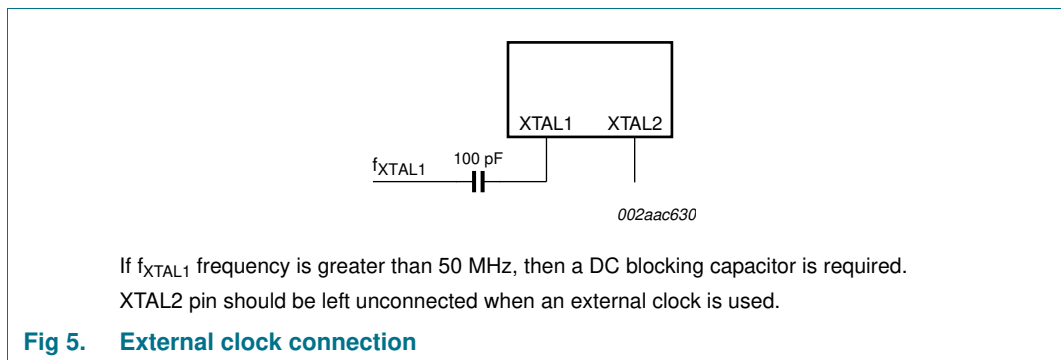 XTAL1 XTAL2
fXTAL1 100 pF
002aac630
If fXTAL1 frequency is greater than 50 MHz, then a DC blocking capacitor is required.
XTAL2 pin should be left unconnected when an external clock is used.
Fig 5. External clock connection